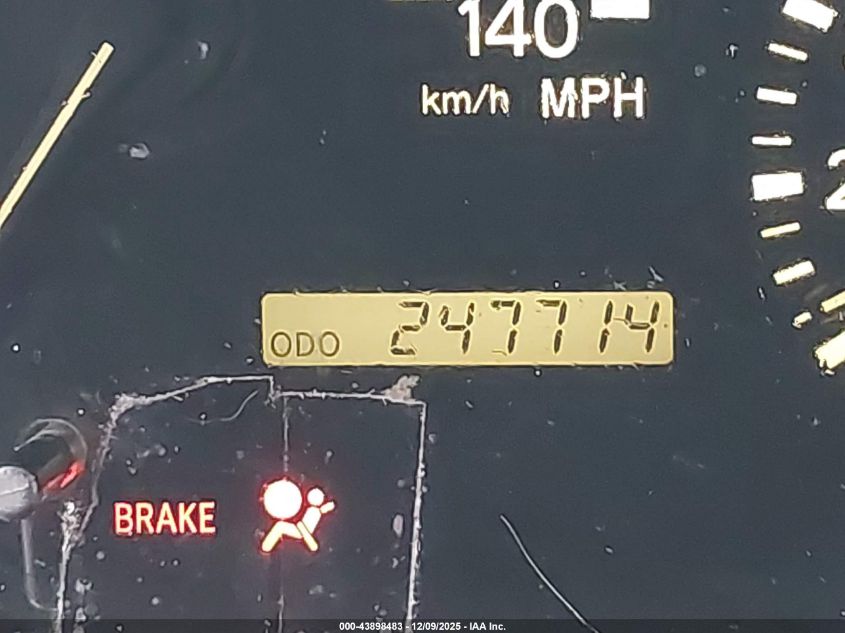 140
km/h MPH
ODO 247714
BRAKE
000-43898483 - 12/09/2025 - IAA Inc.